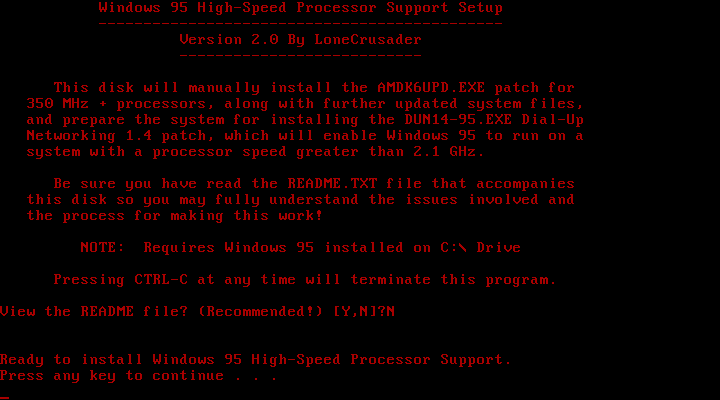 Windows 95 High-Speed Processor Support Setup
---------------------------------------------
Version 2.0 By LoneCrusader
---------------------------
This disk will manually install the AMDK6UPD.EXE patch for
350 MHz + processors, along with further updated system files,
and prepare the system for installing the DUN14-95.EXE Dial-Up
Networking 1.4 patch, which will enable Windows 95 to run on a
system with a processor speed greater than 2.1 GHz.
Be sure you have read the README.TXT file that accompanies
this disk so you may fully understand the issues involved and
the process for making this work!
NOTE:  Requires Windows 95 installed on C:\ Drive
Pressing CTRL-C at any time will terminate this program.
View the README file? (Recommended!) [Y,N]?N
Ready to install Windows 95 High-Speed Processor Support.
Press any key to continue . . .
_